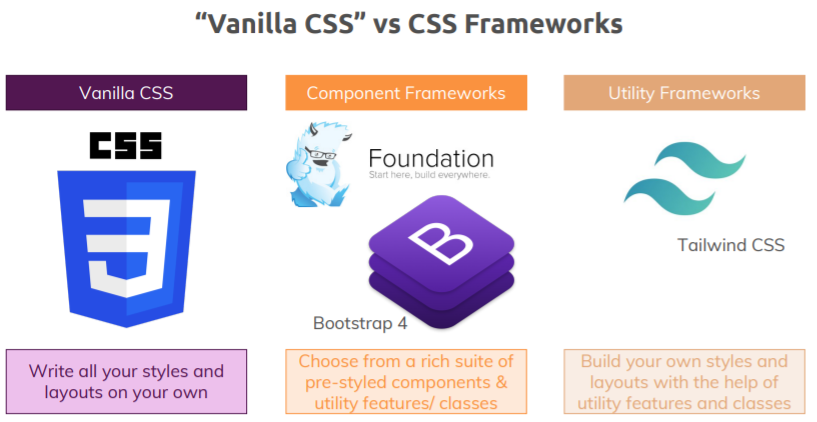 “Vanilla CSS” vs CSS Frameworks
Vanilla CSS
CSS
3
Write all your styles and
layouts on your own
Component Frameworks
Foundation
Start here, build everywhere.
B
Bootstrap 4
Choose from a rich suite of
pre-styled components &
utility features/ classes
Utility Frameworks
Tailwind CSS
Build your own styles and
layouts with the help of
utility features and classes